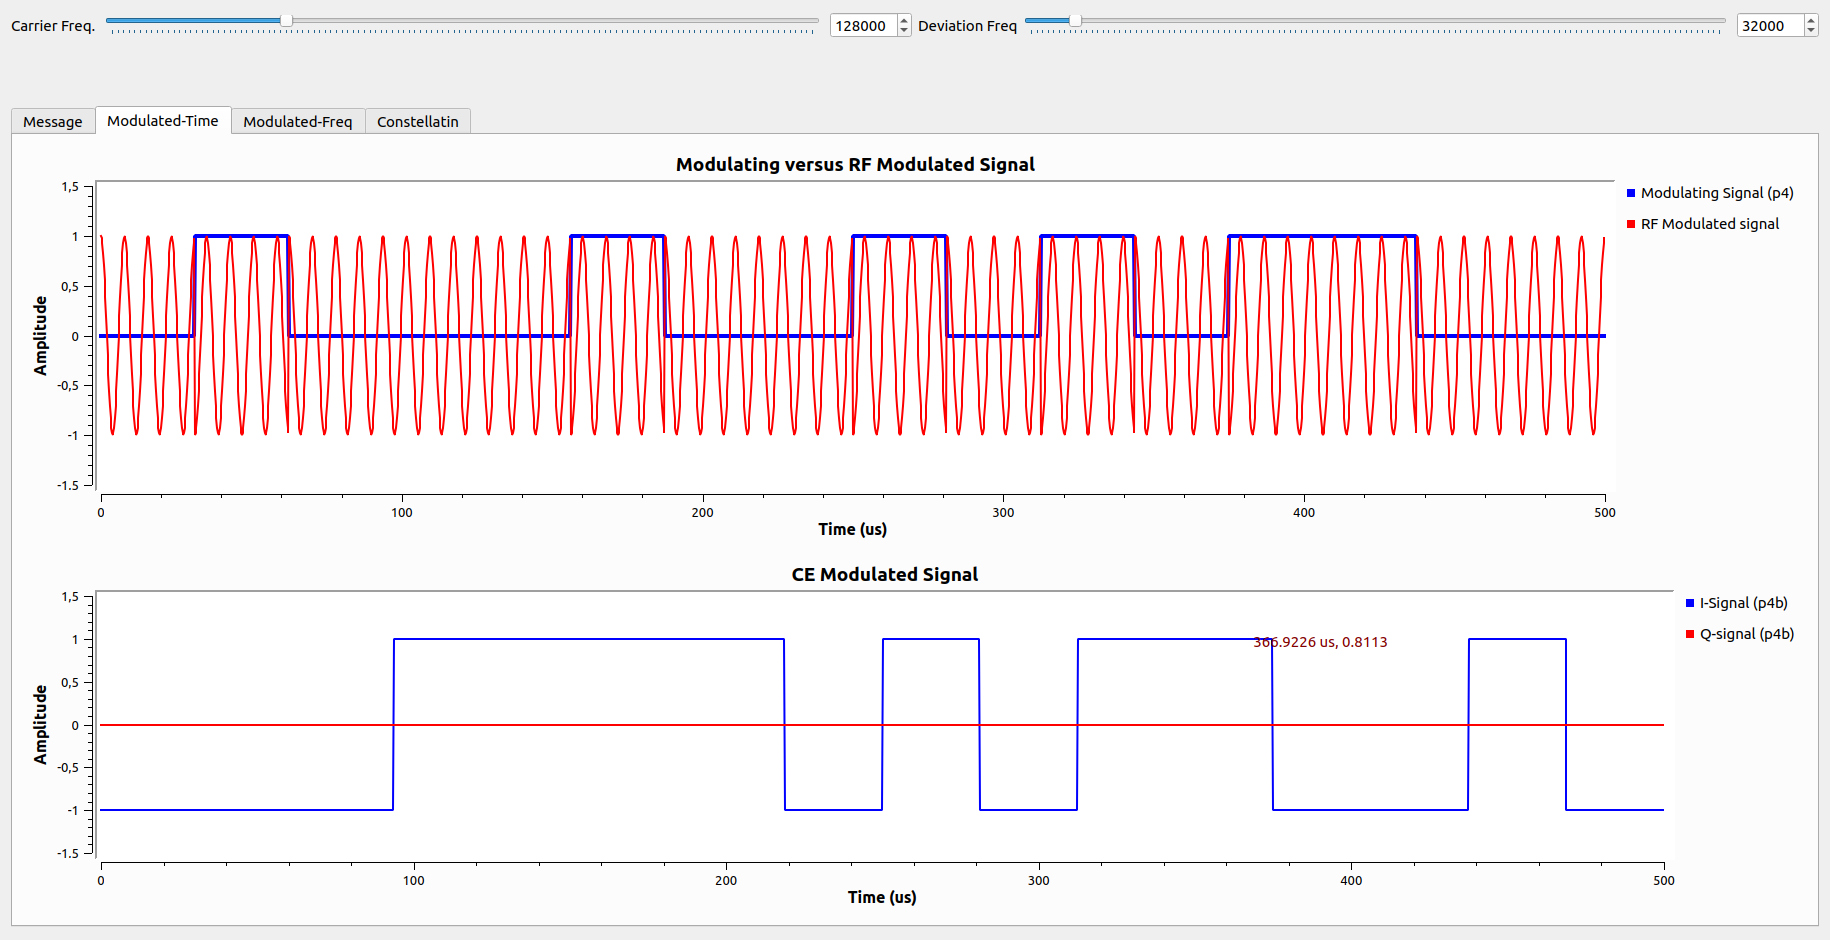 Carrier Freq. 128000 Deviation Freq 32000
Message Modulated-Time Modulated-Freq Constellatin
Modulating versus RF Modulated Signal
1,5
1
0,5
0
-0,5
-1
-1.5
Amplitude
0 100 200 300 400 500
Time (us)
Modulating Signal (p4)
RF Modulated signal
CE Modulated Signal
1,5
1
0,5
0
-0,5
-1
-1.5
Amplitude
366.9226 us, 0.8113
0 100 200 300 400 500
Time (us)
I-Signal (p4b)
Q-signal (p4b)